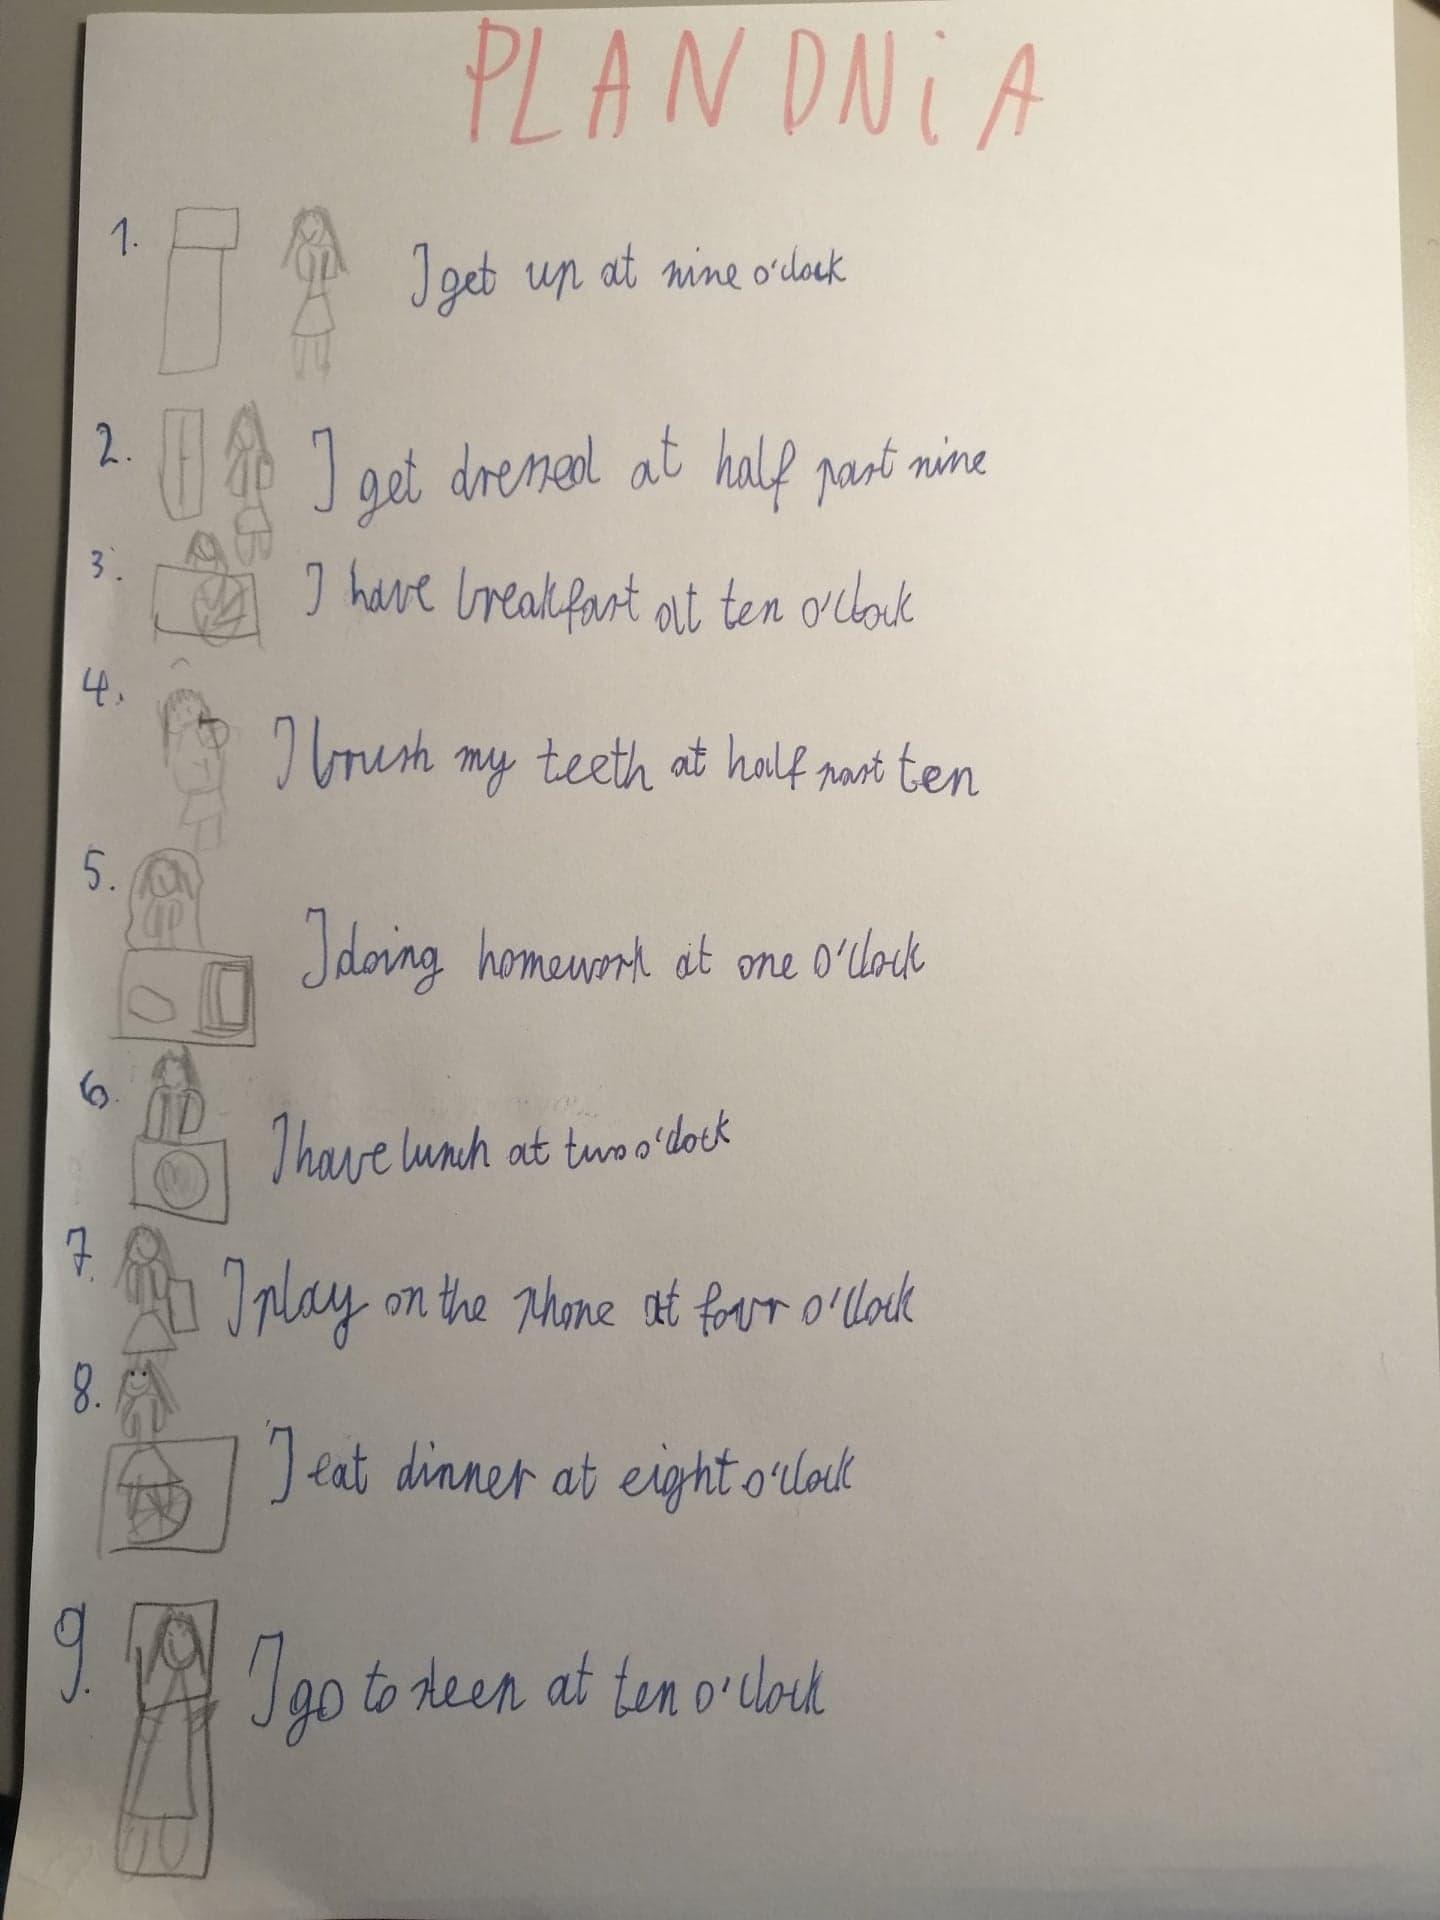 PLAN DNiA
1. I get up at nine o'clock
2. I get dressed at half past nine
3. I have breakfast at ten o'clock
4. I brush my teeth at half past ten
5. I doing homework at one o'clock
6. I have lunch at two o'clock
7. I play on the phone at four o'clock
8. I eat dinner at eight o'clock
9. I go to sleep at ten o'clock